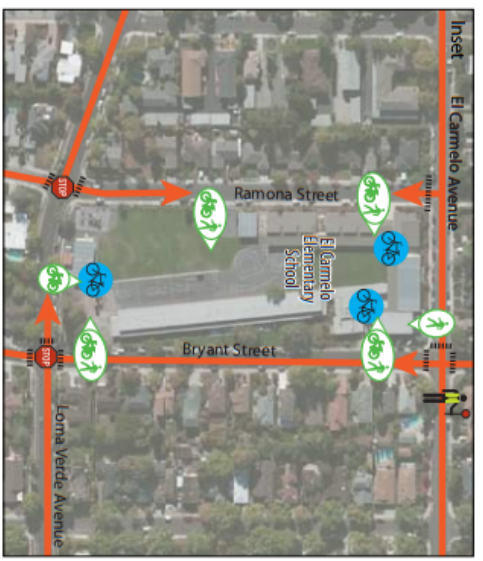 Inset
El Carmelo Avenue
Ramona Street
El Carmelo
Elementary
School
Bryant Street
Loma Verde Avenue
STOP
STOP